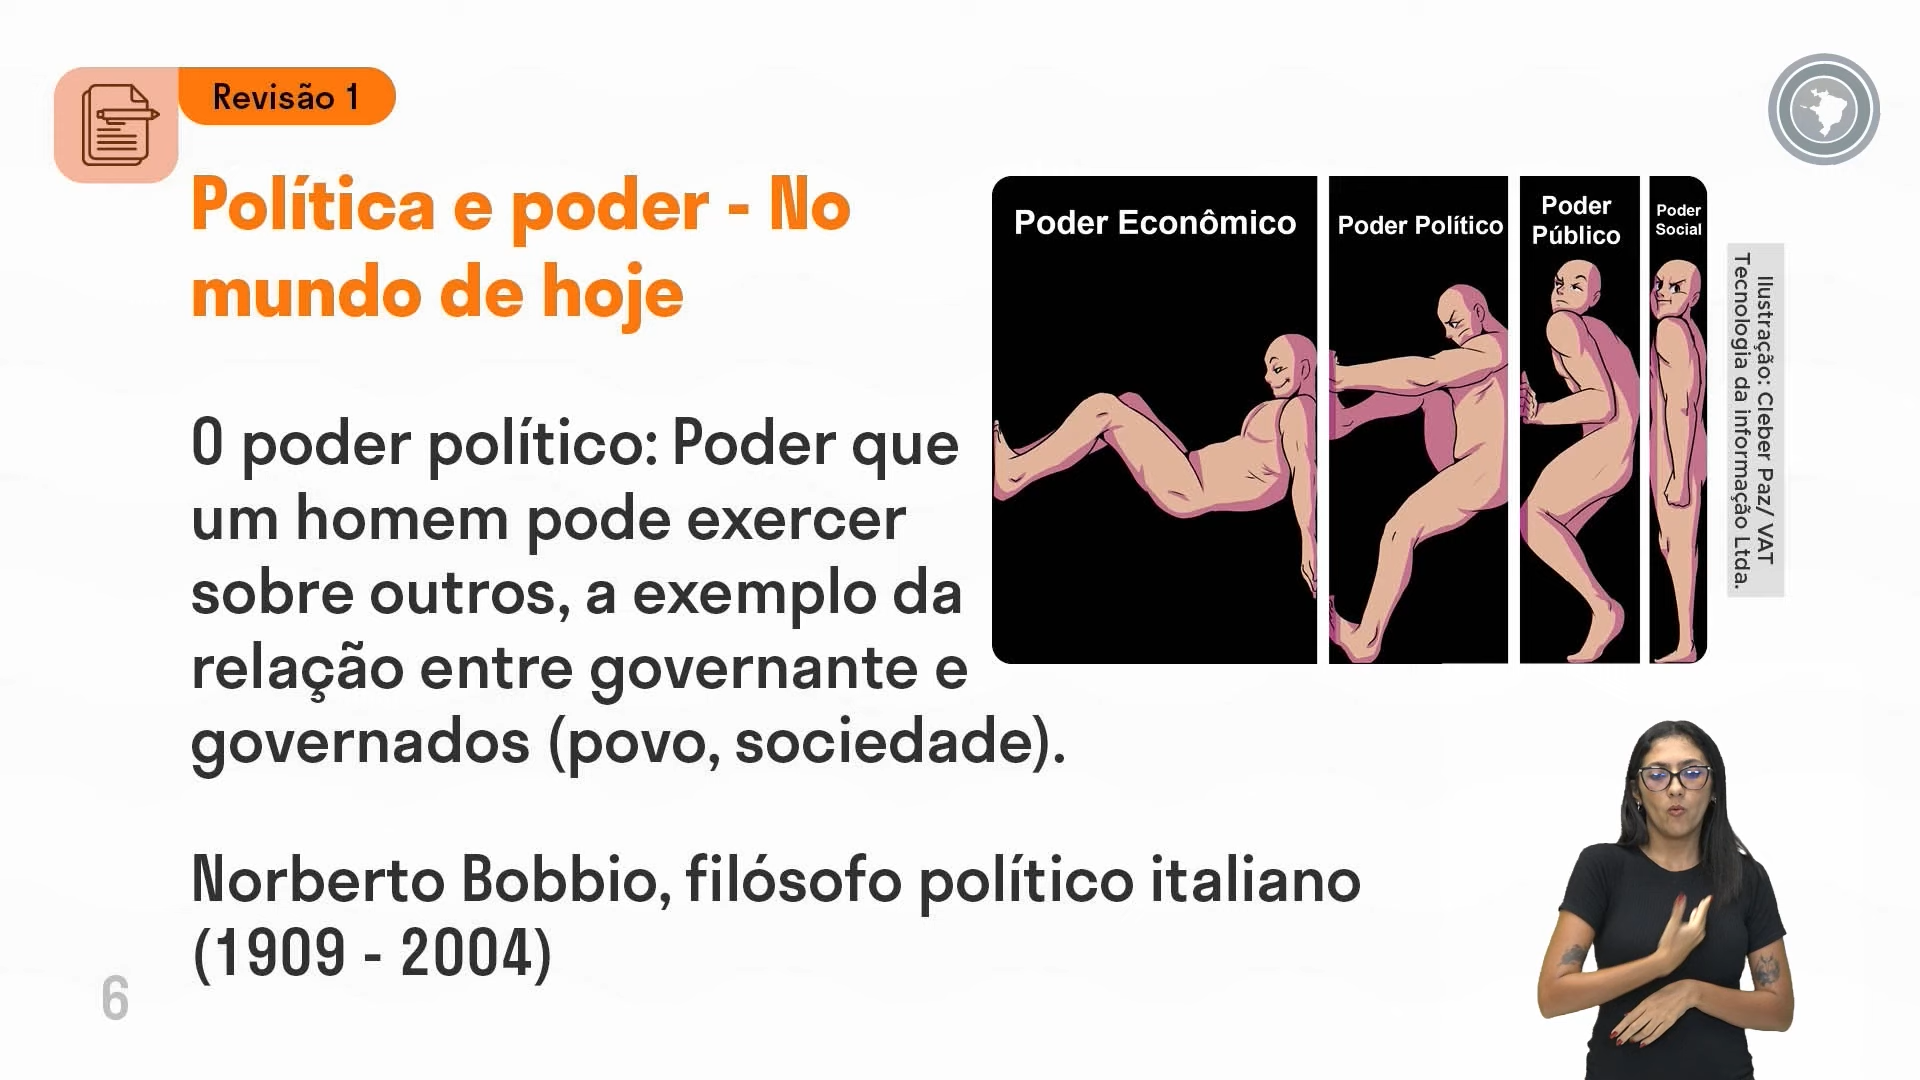 Revisão 1
Política e poder - No
mundo de hoje
O poder político: Poder que
um homem pode exercer
sobre outros, a exemplo da
relação entre governante e
governados (povo, sociedade).
Norberto Bobbio, filósofo político italiano
(1909 - 2004)
6
Poder Econômico
Poder Político
Poder
Público
Poder
Social
Ilustração: Cleber Paz/ VAT
Tecnologia da informação Ltda.